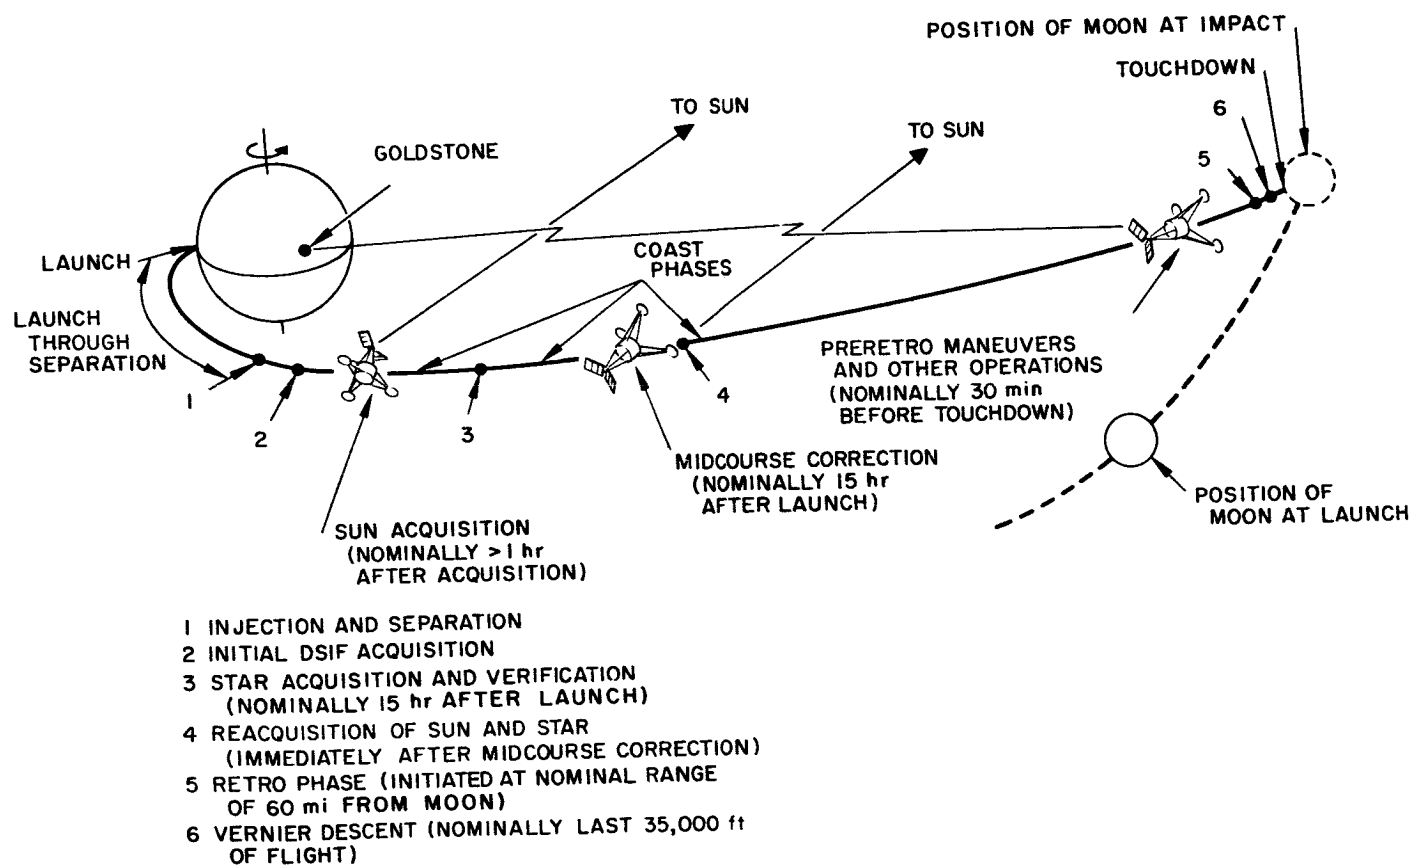 POSITION OF MOON AT IMPACT
TOUCHDOWN
6
5
TO SUN
TO SUN
GOLDSTONE
LAUNCH
COAST
PHASES
LAUNCH
THROUGH
SEPARATION
1
2
3
4
PRERETRO MANEUVERS
AND OTHER OPERATIONS
(NOMINALLY 30 min
BEFORE TOUCHDOWN)
MIDCOURSE CORRECTION
(NOMINALLY 15 hr
AFTER LAUNCH)
POSITION OF
MOON AT LAUNCH
SUN ACQUISITION
(NOMINALLY >1 hr
AFTER ACQUISITION)
1 INJECTION AND SEPARATION
2 INITIAL DSIF ACQUISITION
3 STAR ACQUISITION AND VERIFICATION
(NOMINALLY 15 hr AFTER LAUNCH)
4 REACQUISITION OF SUN AND STAR
(IMMEDIATELY AFTER MIDCOURSE CORRECTION)
5 RETRO PHASE (INITIATED AT NOMINAL RANGE
OF 60 mi FROM MOON)
6 VERNIER DESCENT (NOMINALLY LAST 35,000 ft
OF FLIGHT)